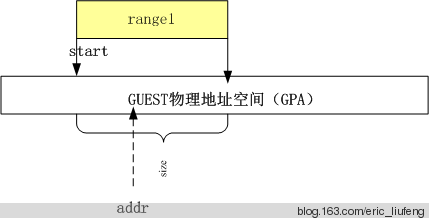 range1
start
GUEST物理地址空间（GPA）
size
addr
blog.163.com/eric_liufeng